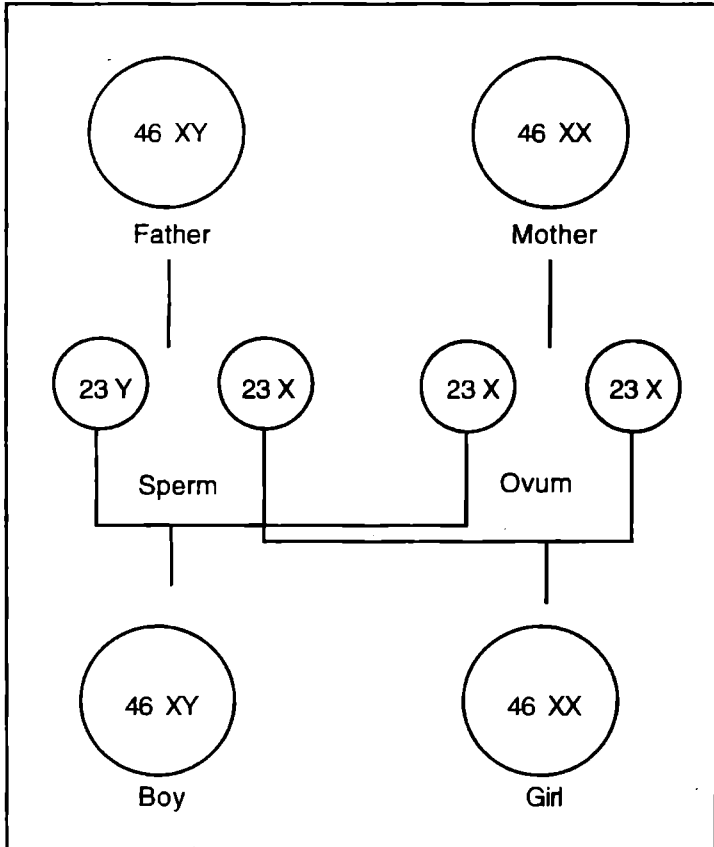 46 XY 46 XX
Father Mother
23 Y 23 X 23 X 23 X
Sperm Ovum
46 XY 46 XX
Boy Girl